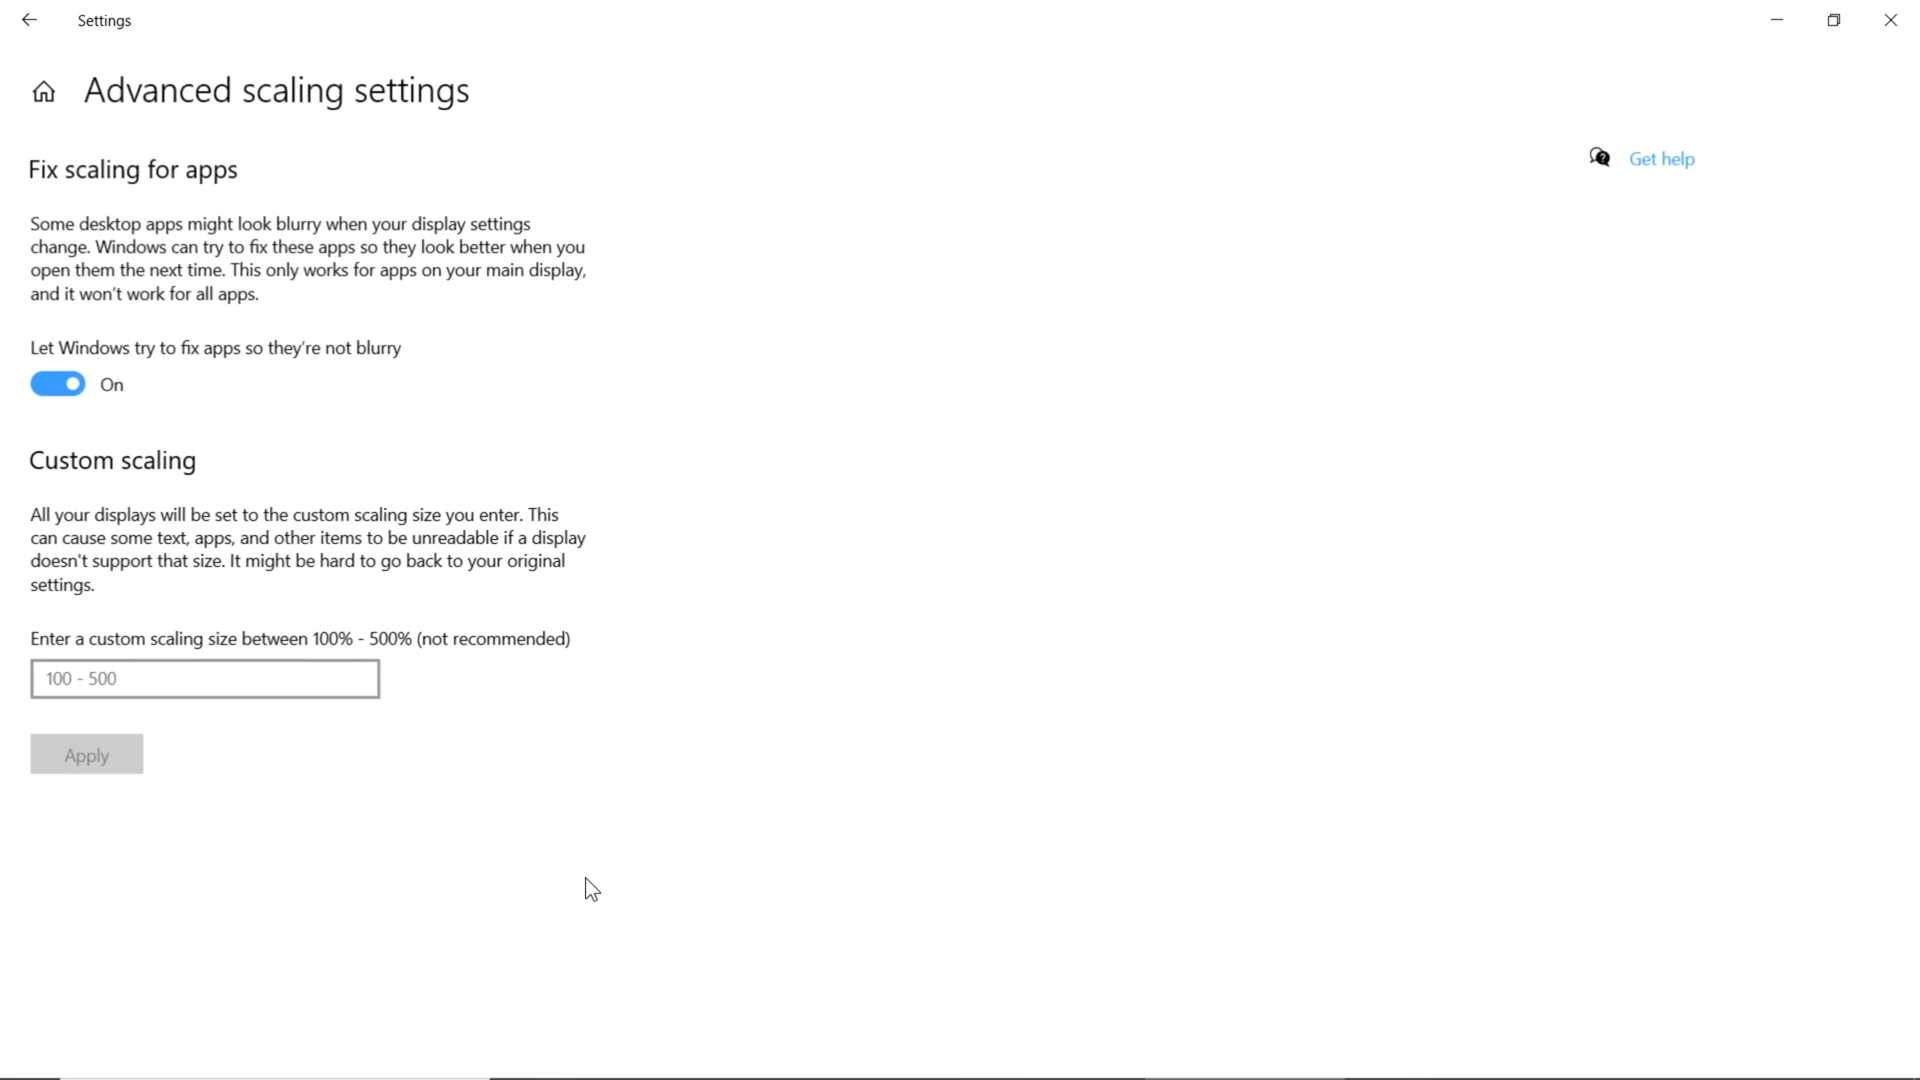 Settings
Advanced scaling settings
Fix scaling for apps
Get help
Some desktop apps might look blurry when your display settings
change. Windows can try to fix these apps so they look better when you
open them the next time. This only works for apps on your main display,
and it won't work for all apps.
Let Windows try to fix apps so they're not blurry
On
Custom scaling
All your displays will be set to the custom scaling size you enter. This
can cause some text, apps, and other items to be unreadable if a display
doesn't support that size. It might be hard to go back to your original
settings.
Enter a custom scaling size between 100% - 500% (not recommended)
100 - 500
Apply